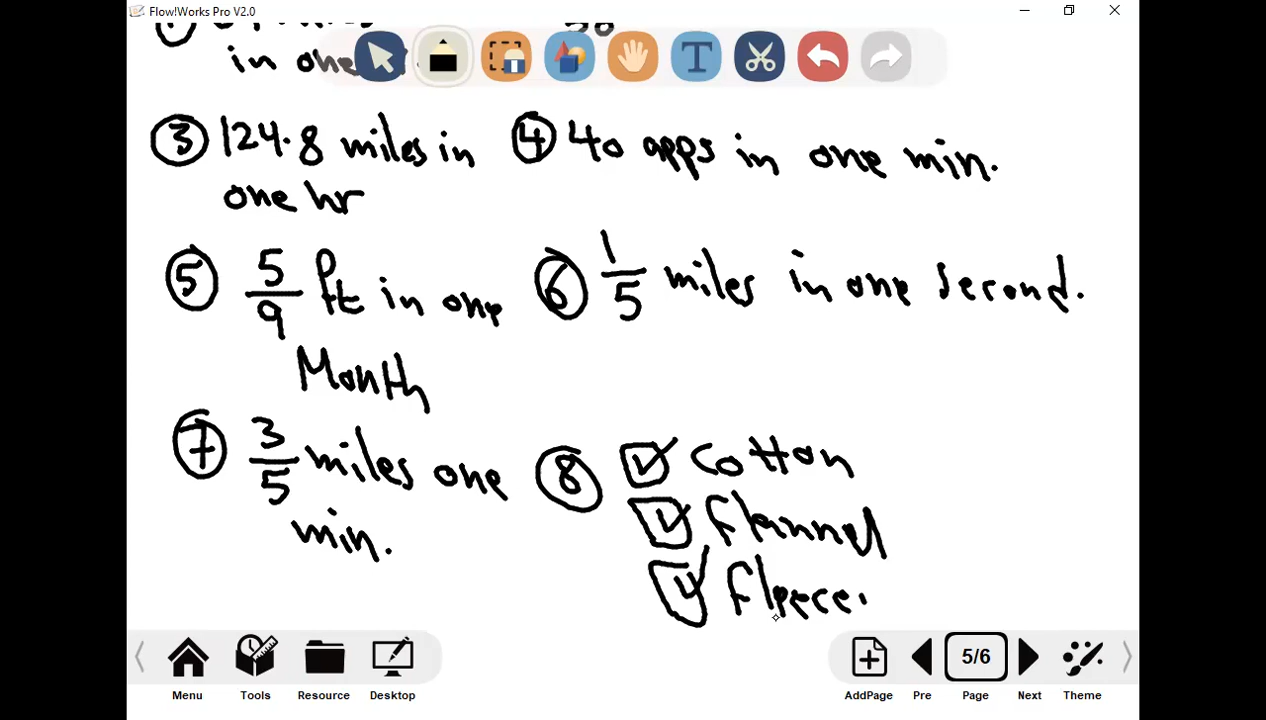 Flow!Works Pro V2.0
in one
③ 124.8 miles in
one hr
④ 40 apps in one min.
⑤ 5/9 ft in one
Month
⑥ 1/5 miles in one second.
⑦ 3/5 miles one
min.
⑧ ☑ Cotton
☑ Flannel
☑ Fleece.
Menu Tools Resource Desktop
5/6
AddPage Pre Page Next Theme